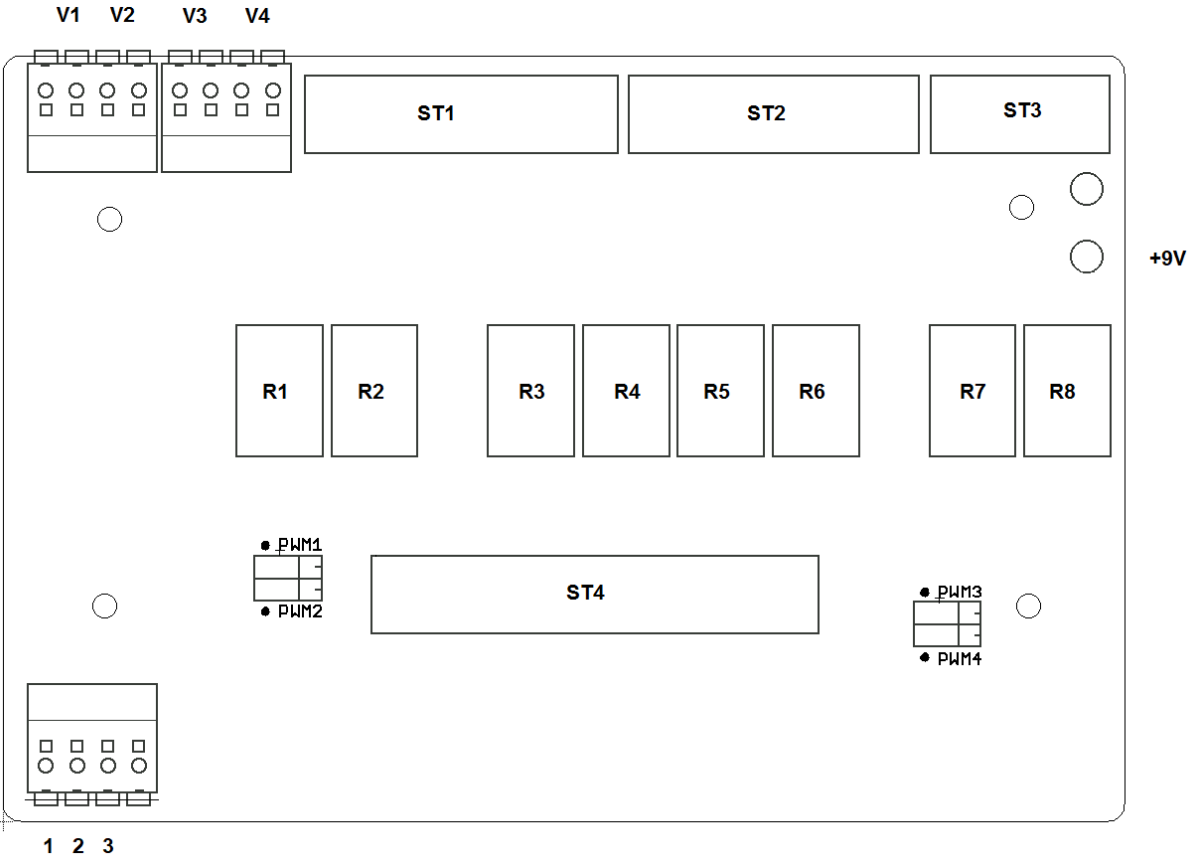 V1 V2 V3 V4
ST1 ST2 ST3
+9V
R1 R2 R3 R4 R5 R6 R7 R8
PWM1
ST4
PWM3
PWM2
PWM4
1 2 3